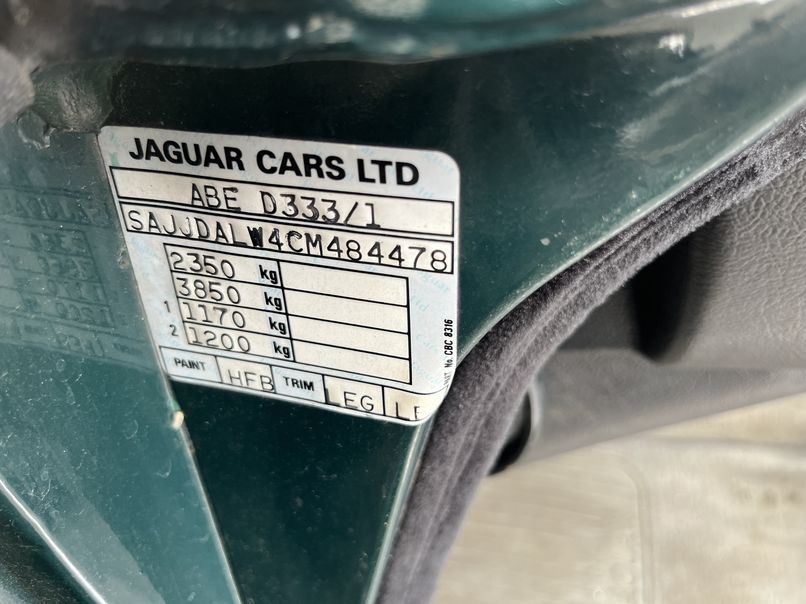 JAGUAR CARS LTD
ABE D333/1
SAJJDALW4CM484478
2350 kg
3850 kg
1 1170 kg
2 1200 kg
PAINT HFB TRIM LEG
PART. No. CBC 8316